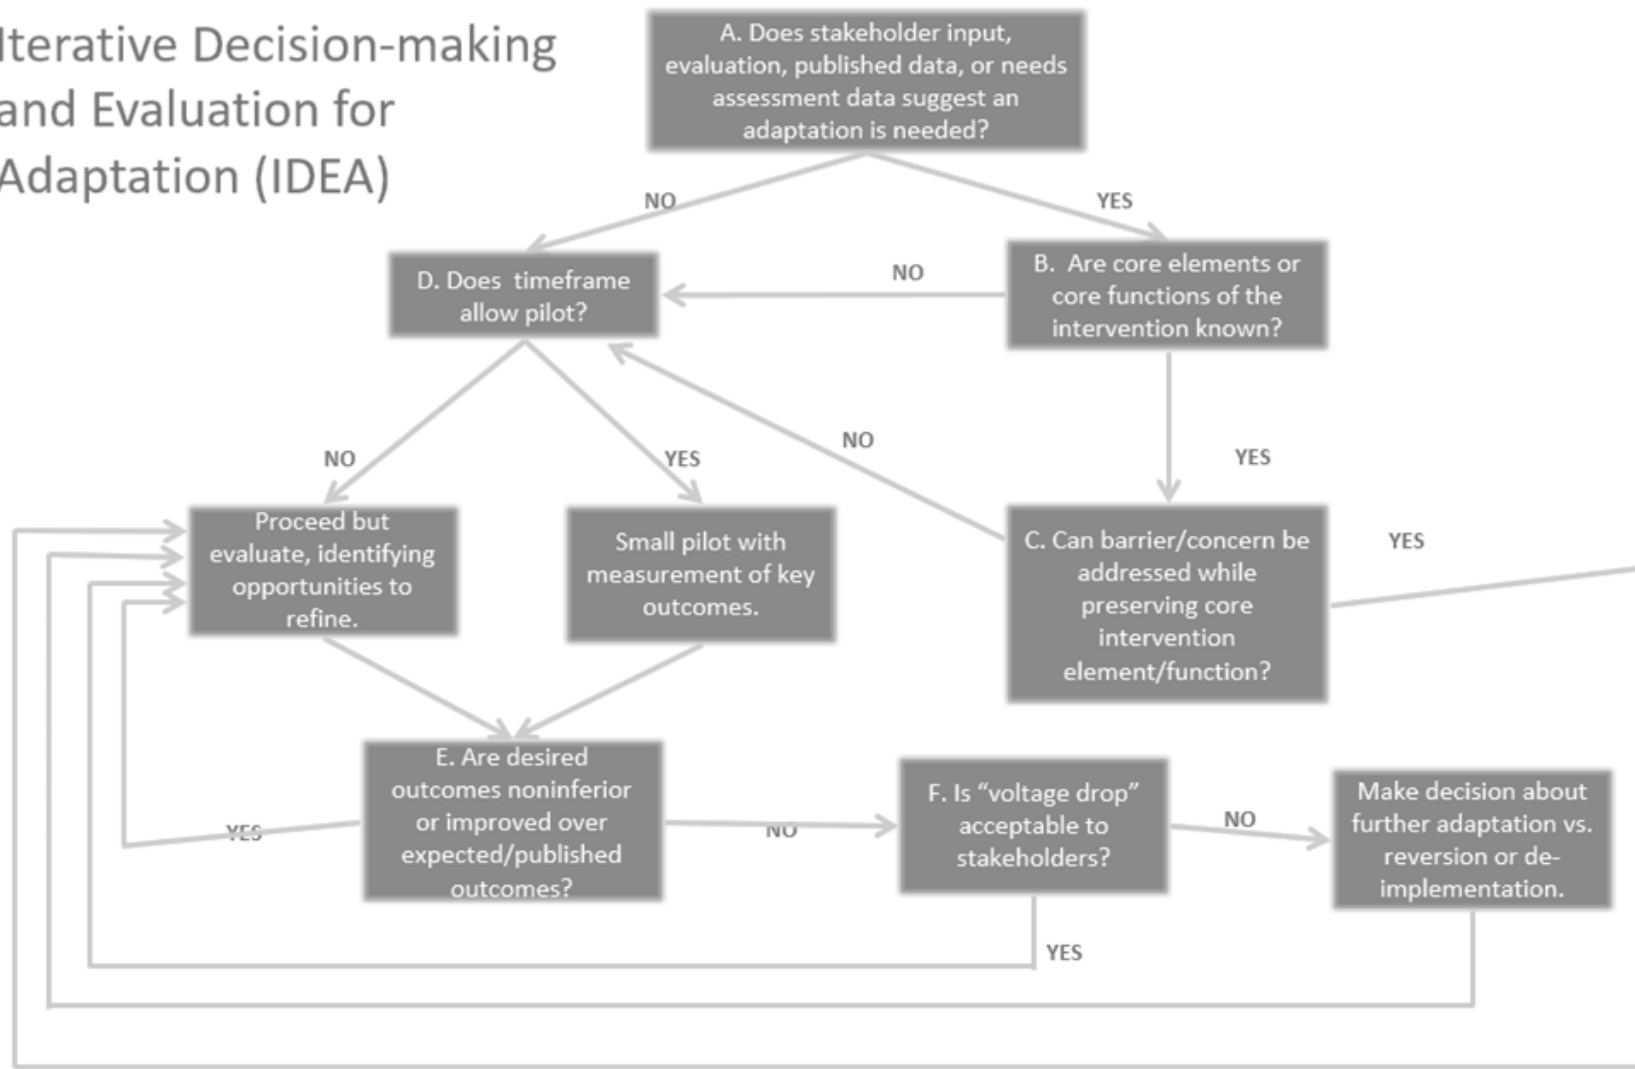 Iterative Decision-making
and Evaluation for
Adaptation (IDEA)
A. Does stakeholder input,
evaluation, published data, or needs
assessment data suggest an
adaptation is needed?
NO
YES
D. Does timeframe
allow pilot?
NO
B. Are core elements or
core functions of the
intervention known?
NO
YES
NO
YES
Proceed but
evaluate, identifying
opportunities to
refine.
Small pilot with
measurement of key
outcomes.
C. Can barrier/concern be
addressed while
preserving core
intervention
element/function?
YES
E. Are desired
outcomes noninferior
or improved over
expected/published
outcomes?
YES
NO
F. Is “voltage drop”
acceptable to
stakeholders?
NO
Make decision about
further adaptation vs.
reversion or de-
implementation.
YES